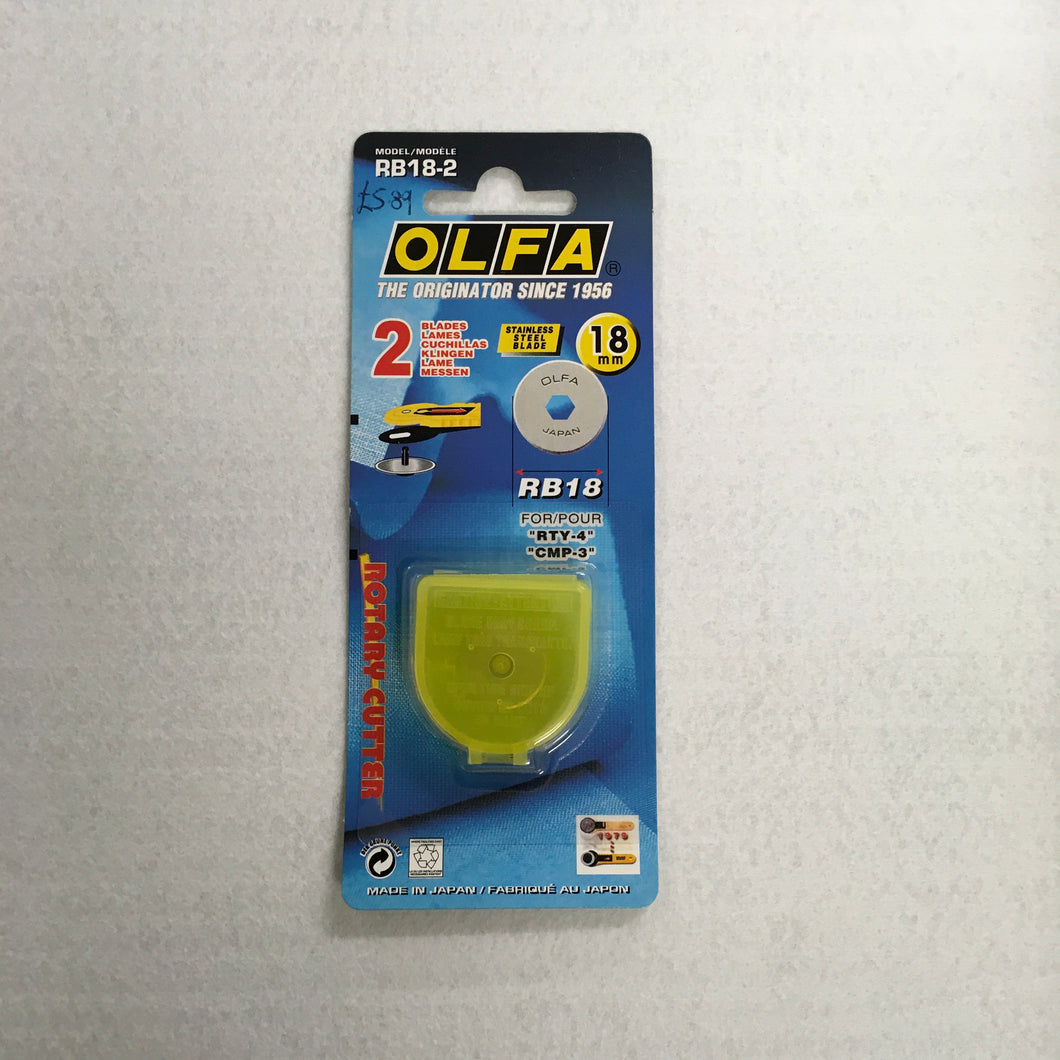 MODEL/MODÈLE
RB18-2
£5.89
OLFA®
THE ORIGINATOR SINCE 1956
2
BLADES
LAMES
CUCHILLAS
KLINGEN
LAME
MESSEN
STAINLESS
STEEL
BLADE
18
mm
OLFA
JAPAN
RB18
FOR/POUR
"RTY-4"
"CMP-3"
ROTARY CUTTER
MADE IN JAPAN / FABRIQUÉ AU JAPON